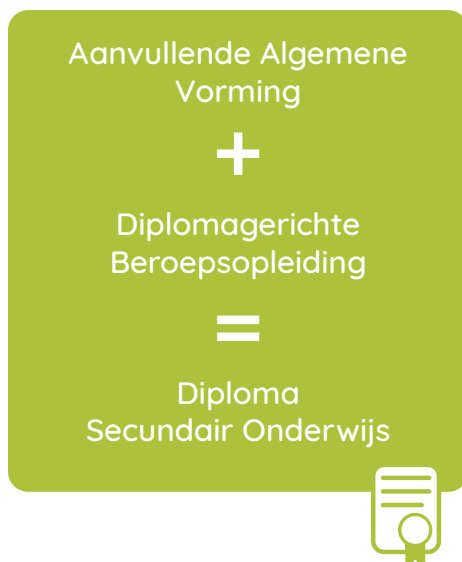 Aanvullende Algemene
Vorming
+
Diplomagerichte
Beroepsopleiding
=
Diploma
Secundair Onderwijs